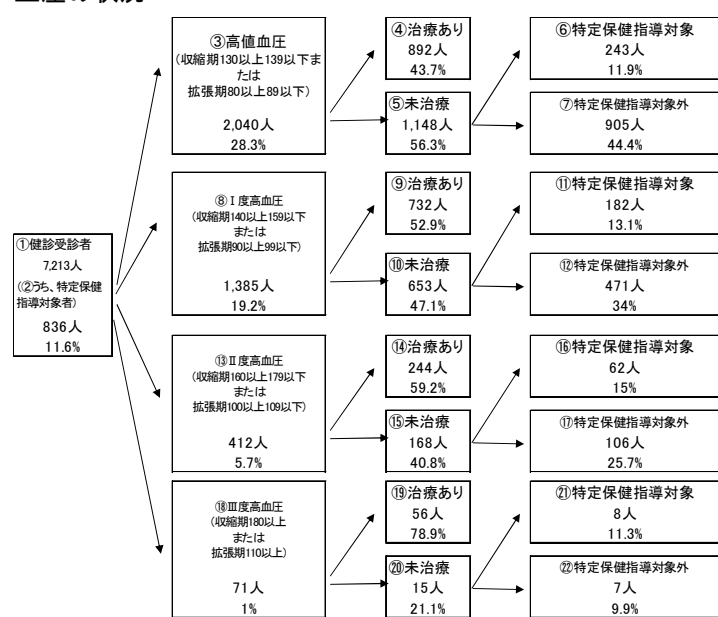 ①健診受診者
7,213人
(②うち、特定保健
指導対象者)
836人
11.6%
③高値血圧
(収縮期130以上139以下ま
たは
拡張期80以上89以下)
2,040人
28.3%
④治療あり
892人
43.7%
⑤未治療
1,148人
56.3%
⑥特定保健指導対象
243人
11.9%
⑦特定保健指導対象外
905人
44.4%
⑧Ⅰ度高血圧
(収縮期140以上159以下
または
拡張期90以上99以下)
1,385人
19.2%
⑨治療あり
732人
52.9%
⑩未治療
653人
47.1%
⑪特定保健指導対象
182人
13.1%
⑫特定保健指導対象外
471人
34%
⑬Ⅱ度高血圧
(収縮期160以上179以下
または
拡張期100以上109以下)
412人
5.7%
⑭治療あり
244人
59.2%
⑮未治療
168人
40.8%
⑯特定保健指導対象
62人
15%
⑰特定保健指導対象外
106人
25.7%
⑱Ⅲ度高血圧
(収縮期180以上
または
拡張期110以上)
71人
1%
⑲治療あり
56人
78.9%
⑳未治療
15人
21.1%
㉑特定保健指導対象
8人
11.3%
㉒特定保健指導対象外
7人
9.9%